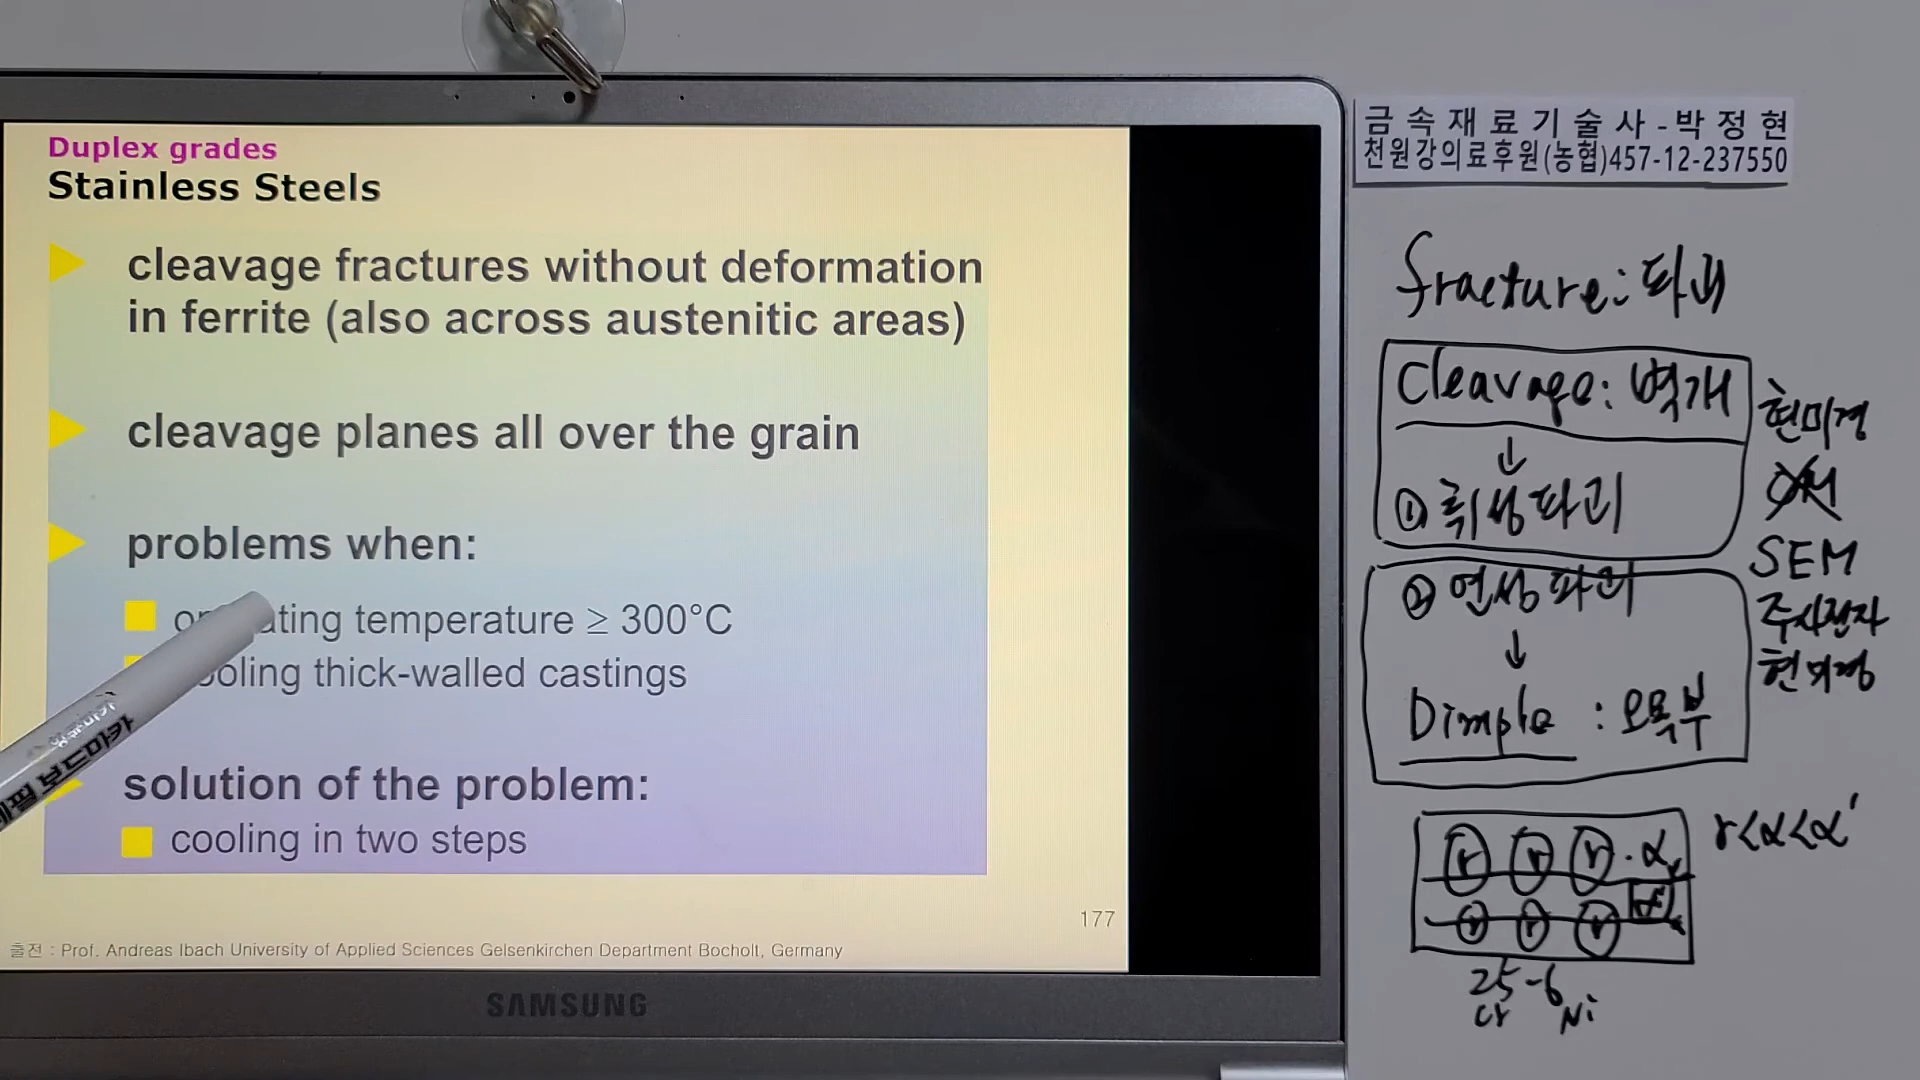 Duplex grades
Stainless Steels
cleavage fractures without deformation
in ferrite (also across austenitic areas)
cleavage planes all over the grain
problems when:
temperature ≥ 300°C
thick-walled castings
solution of the problem:
cooling in two steps
177
출전 : Prof. Andreas Ibach University of Applied Sciences Gelsenkirchen Department Bocholt, Germany
SAMSUNG
보드마카
금속재료기술사-박정현
천원강의료후원(농협)457-12-237550
fracture: 파괴
Cleavage: 벽개
↓
① 취성파괴
② 연성파괴
↓
Dimple : 오목부
현미경
OM
SEM
주사전자
현미경
r r r . α
r r r
r<α<α'
25-6
Cr Ni